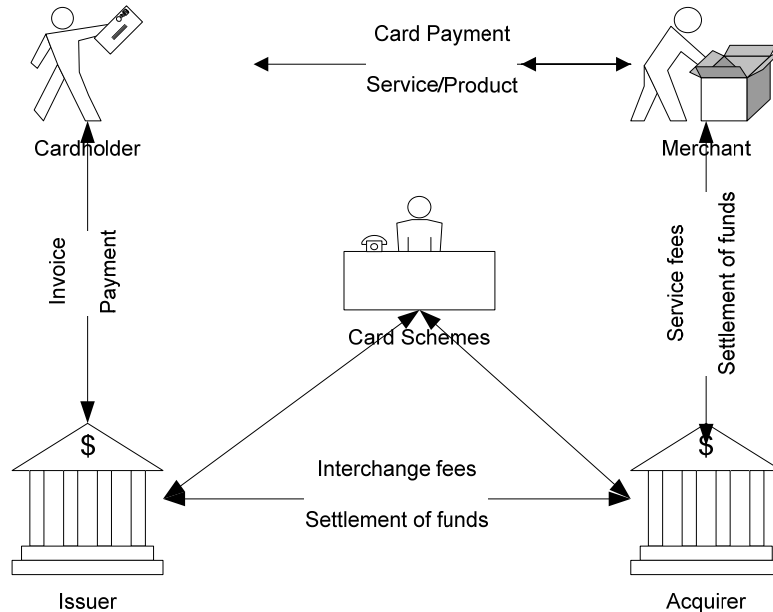 Card Payment
Service/Product
Cardholder
Merchant
Invoice
Payment
Service fees
Settlement of funds
Card Schemes
$
$
Interchange fees
Settlement of funds
Issuer
Acquirer